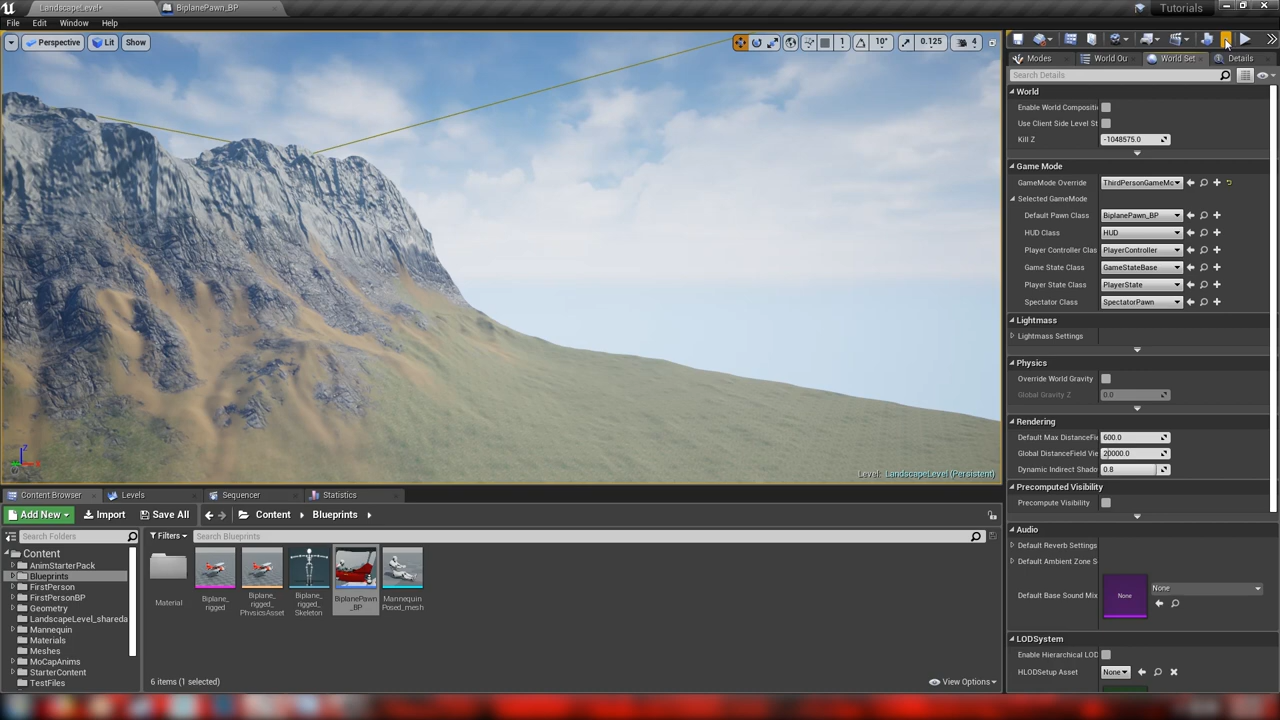 LandscapeLevel*
BiplanePawn_BP
Tutorials
File Edit Window Help
Perspective Lit Show
1 10° 0.125 4
Modes World Ou World Set Details
Search Details
World
Enable World Compositi
Use Client Side Level St
Kill Z -1048575.0
Game Mode
GameMode Override ThirdPersonGameMc
Selected GameMode
Default Pawn Class BiplanePawn_BP
HUD Class HUD
Player Controller Clas PlayerController
Game State Class GameStateBase
Player State Class PlayerState
Spectator Class SpectatorPawn
Lightmass
Lightmass Settings
Physics
Override World Gravity
Global Gravity Z 0.0
Rendering
Default Max DistanceFi 600.0
Global DistanceField Vie 20000.0
Dynamic Indirect Shado 0.8
Precomputed Visibility
Precompute Visibility
Audio
Default Reverb Settings
Default Ambient Zone S
Default Base Sound Mix None None
LODSystem
Enable Hierarchical LOD
HLODSetup Asset None
Level: LandscapeLevel (Persistent)
Content Browser Levels Sequencer Statistics
Add New Import Save All Content Blueprints
Search Folders
Filters Search Blueprints
Content
AnimStarterPack
Blueprints
FirstPerson
FirstPersonBP
Geometry
LandscapeLevel_shareda
Mannequin
Materials
Meshes
MoCapAnims
StarterContent
TestFiles
Material
Biplane_
rigged
Biplane_
rigged_
PhysicsAsset
Biplane_
rigged_
Skeleton
BiplanePawn
_BP
Mannequin
Posed_mesh
6 items (1 selected)
View Options